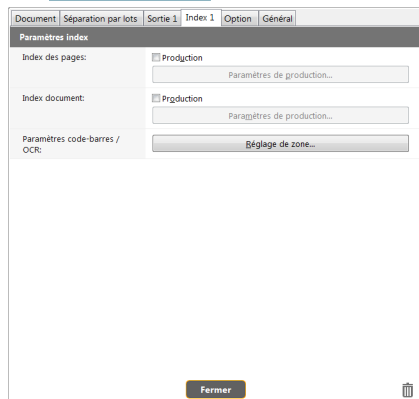 Document Séparation par lots Sortie 1 Index 1 Option Général
Paramètres index
Index des pages: Production
Paramètres de production...
Index document: Production
Paramètres de production...
Paramètres code-barres / OCR: Réglage de zone...
Fermer